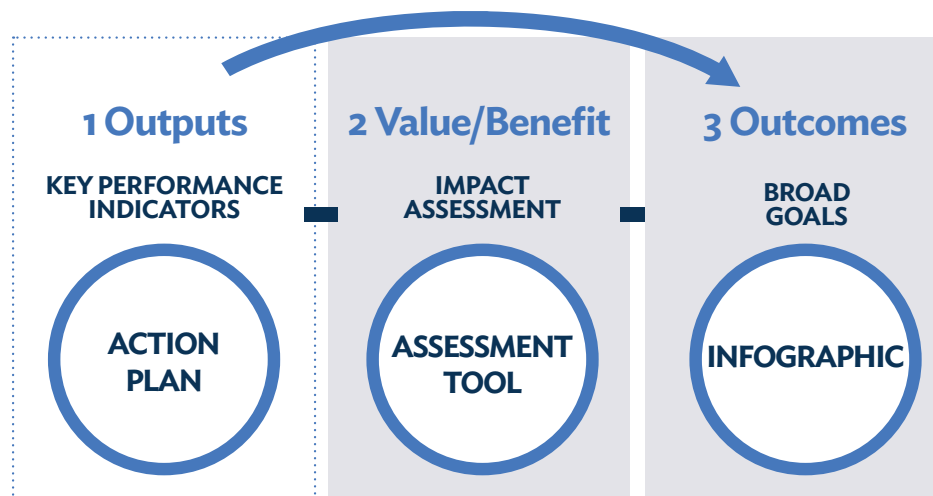 1 Outputs
KEY PERFORMANCE
INDICATORS
ACTION
PLAN
2 Value/Benefit
IMPACT
ASSESSMENT
ASSESSMENT
TOOL
3 Outcomes
BROAD
GOALS
INFOGRAPHIC